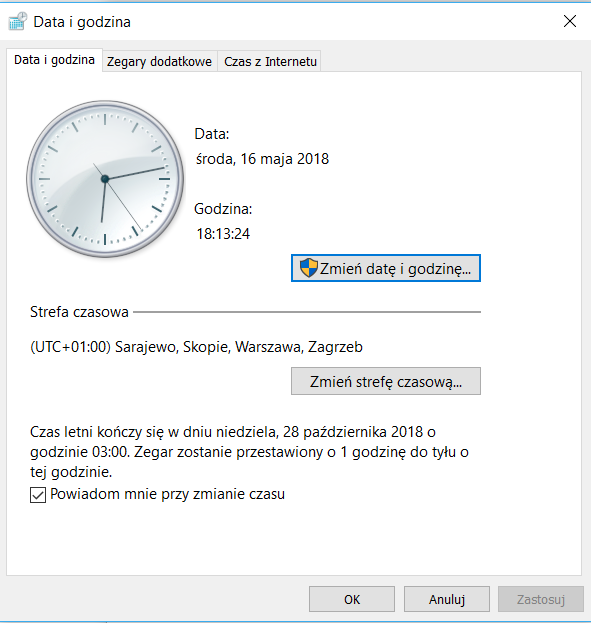 Data i godzina
Data i godzina
Zegary dodatkowe
Czas z Internetu
Data:
środa, 16 maja 2018
Godzina:
18:13:24
Zmień datę i godzinę...
Strefa czasowa
(UTC+01:00) Sarajewo, Skopie, Warszawa, Zagrzeb
Zmień strefę czasową...
Czas letni kończy się w dniu niedziela, 28 października 2018 o
godzinie 03:00. Zegar zostanie przestawiony o 1 godzinę do tyłu o
tej godzinie.
Powiadom mnie przy zmianie czasu
OK
Anuluj
Zastosuj